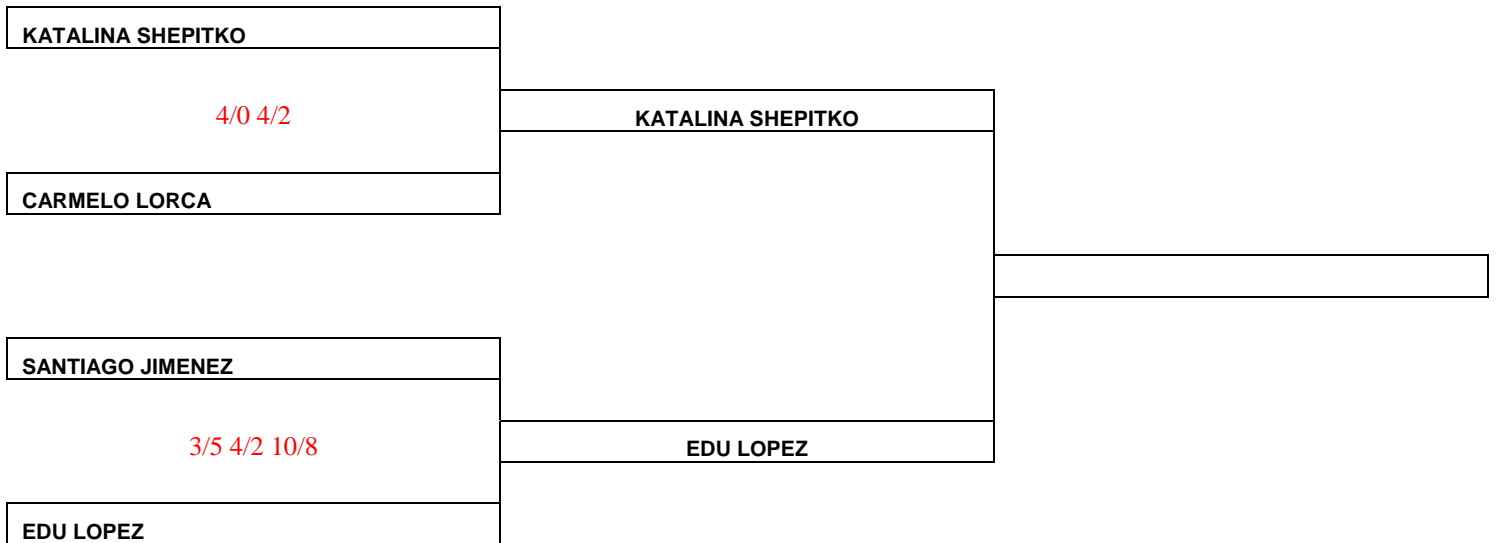 KATALINA SHEPITKO
4/0 4/2
KATALINA SHEPITKO
CARMELO LORCA
SANTIAGO JIMENEZ
3/5 4/2 10/8
EDU LOPEZ
EDU LOPEZ